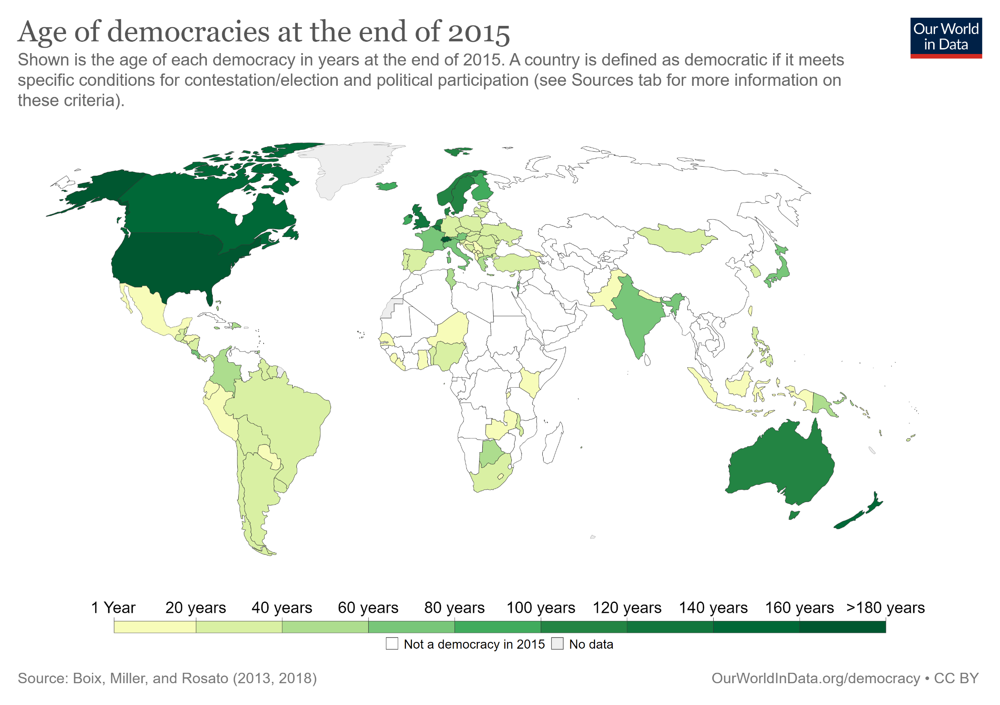 Age of democracies at the end of 2015
Our World
in Data
Shown is the age of each democracy in years at the end of 2015. A country is defined as democratic if it meets
specific conditions for contestation/election and political participation (see Sources tab for more information on
these criteria).
1 Year 20 years 40 years 60 years 80 years 100 years 120 years 140 years 160 years >180 years
Not a democracy in 2015 No data
Source: Boix, Miller, and Rosato (2013, 2018)
OurWorldInData.org/democracy • CC BY